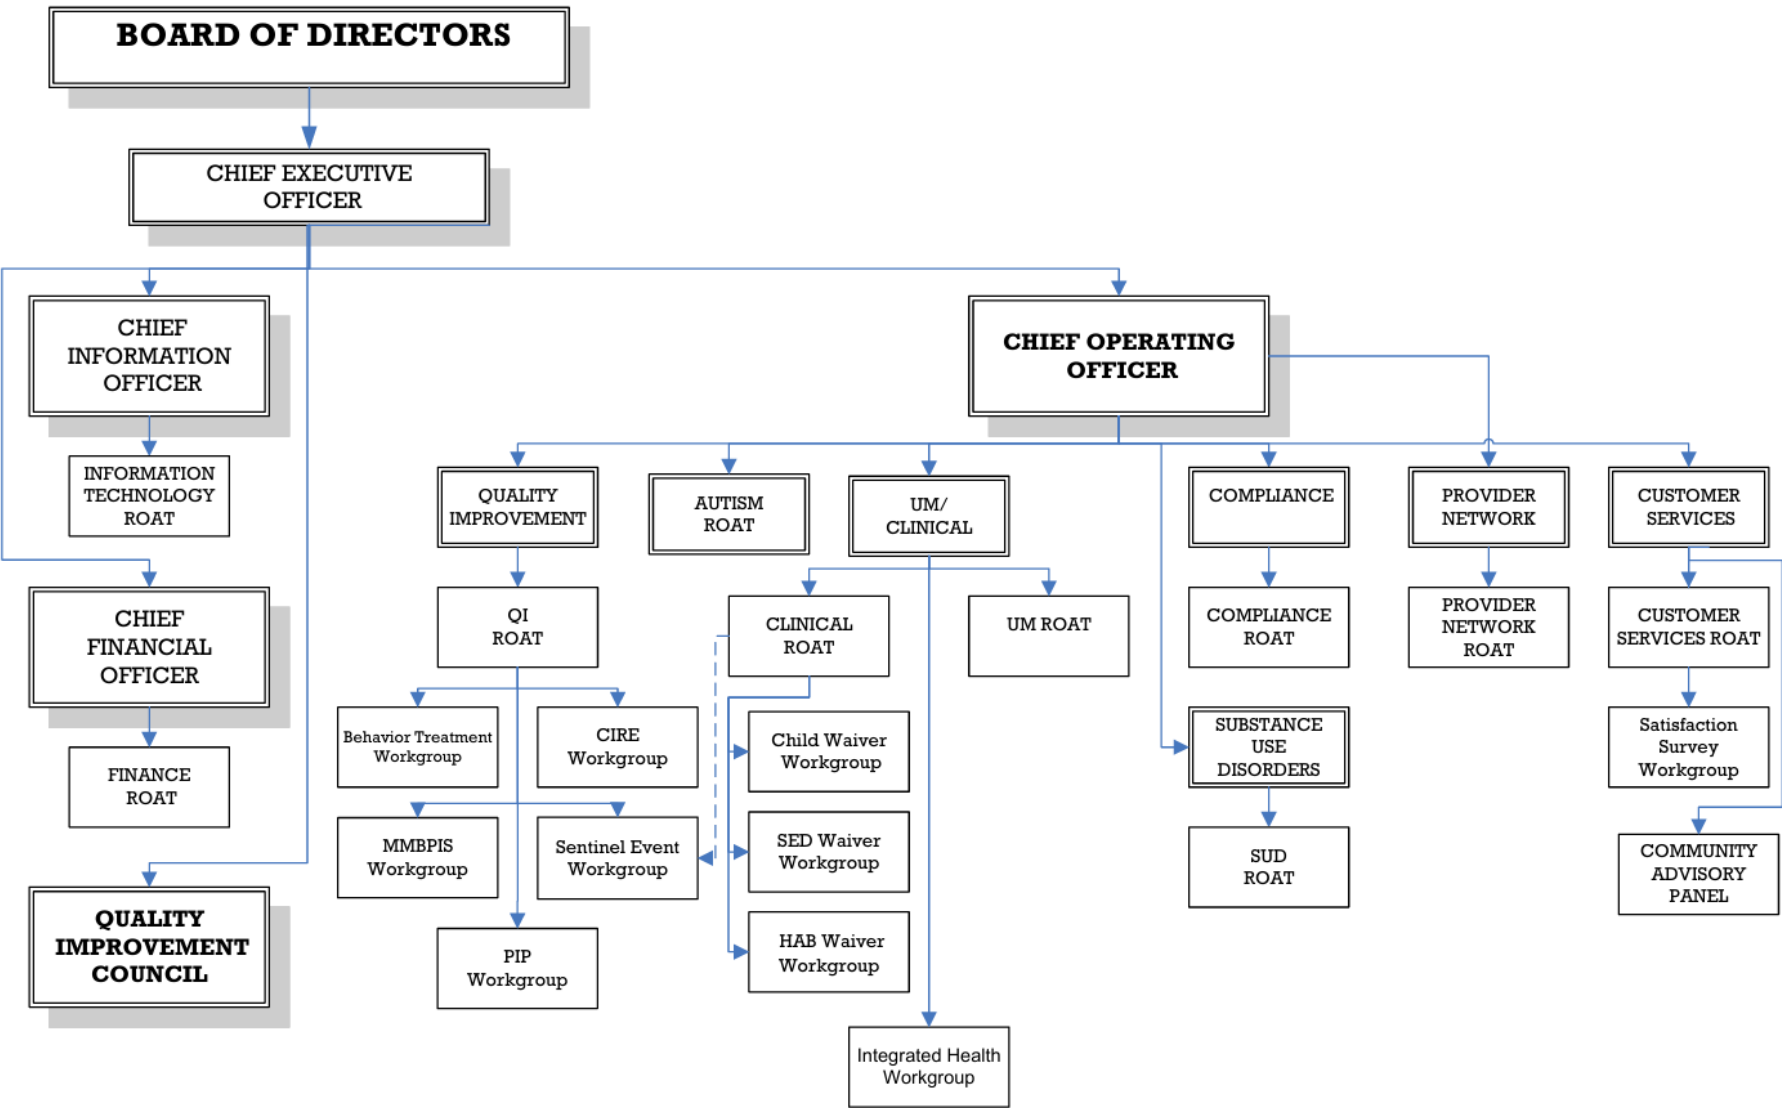 BOARD OF DIRECTORS
CHIEF EXECUTIVE
OFFICER
CHIEF
INFORMATION
OFFICER
CHIEF OPERATING
OFFICER
INFORMATION
TECHNOLOGY
ROAT
QUALITY
IMPROVEMENT
AUTISM
ROAT
UM/
CLINICAL
COMPLIANCE
PROVIDER
NETWORK
CUSTOMER
SERVICES
CHIEF
FINANCIAL
OFFICER
QI
ROAT
CLINICAL
ROAT
UM ROAT
COMPLIANCE
ROAT
PROVIDER
NETWORK
ROAT
CUSTOMER
SERVICES ROAT
FINANCE
ROAT
Behavior Treatment
Workgroup
CIRE
Workgroup
Child Waiver
Workgroup
SUBSTANCE
USE
DISORDERS
Satisfaction
Survey
Workgroup
MMBPIS
Workgroup
Sentinel Event
Workgroup
SED Waiver
Workgroup
SUD
ROAT
COMMUNITY
ADVISORY
PANEL
QUALITY
IMPROVEMENT
COUNCIL
PIP
Workgroup
HAB Waiver
Workgroup
Integrated Health
Workgroup